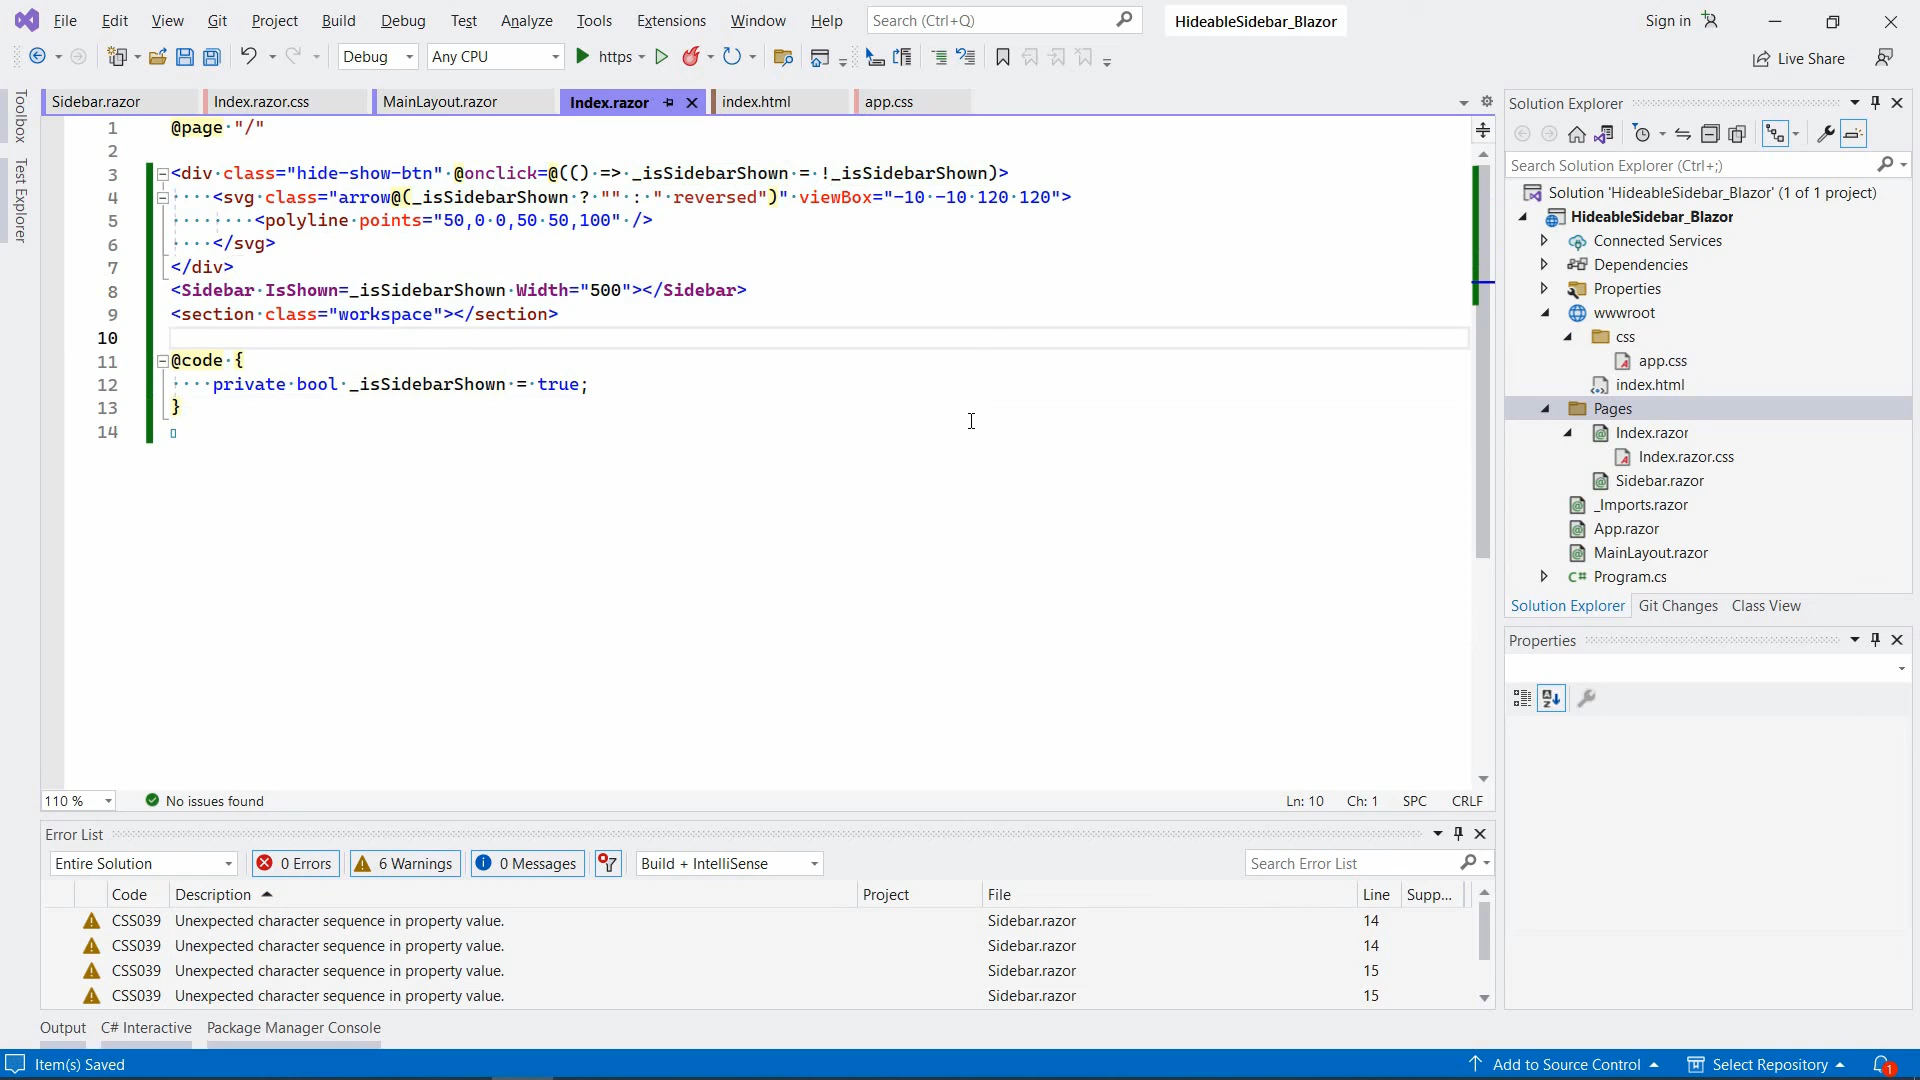 File Edit View Git Project Build Debug Test Analyze Tools Extensions Window Help Search (Ctrl+Q) HideableSidebar_Blazor Sign in
Debug Any CPU https Live Share
Toolbox
Test Explorer
Sidebar.razor Index.razor.css MainLayout.razor Index.razor index.html app.css
1 @page "/"
2
3 <div class="hide-show-btn" @onclick=@(() => _isSidebarShown = !_isSidebarShown)>
4 <svg class="arrow@(_isSidebarShown ? "" : " reversed")" viewBox="-10 -10 120 120">
5 <polyline points="50,0 0,50 50,100" />
6 </svg>
7 </div>
8 <Sidebar IsShown=_isSidebarShown Width="500"></Sidebar>
9 <section class="workspace"></section>
10
11 @code {
12 private bool _isSidebarShown = true;
13 }
14
110 % No issues found Ln: 10 Ch: 1 SPC CRLF
Solution Explorer
Search Solution Explorer (Ctrl+;)
Solution 'HideableSidebar_Blazor' (1 of 1 project)
HideableSidebar_Blazor
Connected Services
Dependencies
Properties
wwwroot
css
app.css
index.html
Pages
Index.razor
Index.razor.css
Sidebar.razor
_Imports.razor
App.razor
MainLayout.razor
C# Program.cs
Solution Explorer Git Changes Class View
Properties
Error List
Entire Solution 0 Errors 6 Warnings 0 Messages Build + IntelliSense Search Error List
Code Description Project File Line Supp...
CSS039 Unexpected character sequence in property value. Sidebar.razor 14
CSS039 Unexpected character sequence in property value. Sidebar.razor 14
CSS039 Unexpected character sequence in property value. Sidebar.razor 15
CSS039 Unexpected character sequence in property value. Sidebar.razor 15
Output C# Interactive Package Manager Console
Item(s) Saved Add to Source Control Select Repository 1